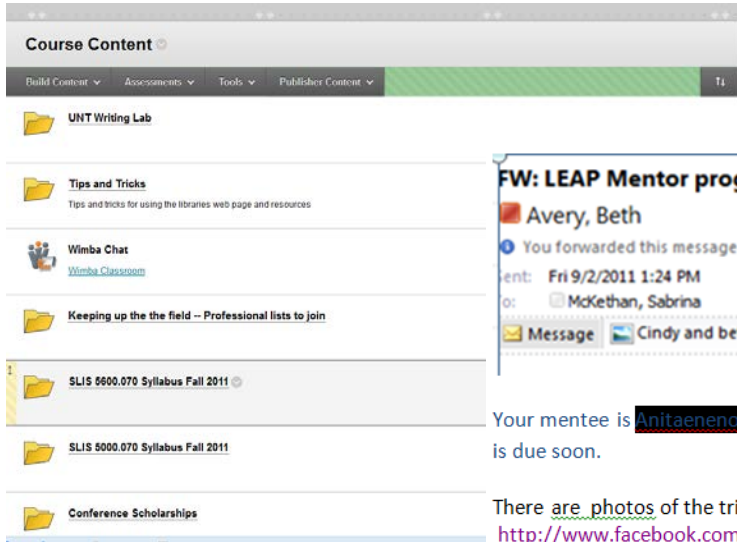 Course Content
Build Content Assessments Tools Publisher Content
UNT Writing Lab
Tips and Tricks
Tips and tricks for using the libraries web page and resources
Wimba Chat
Wimba Classroom
Keeping up the the field -- Professional lists to join
SLIS 5600.070 Syllabus Fall 2011
SLIS 5000.070 Syllabus Fall 2011
Conference Scholarships
FW: LEAP Mentor prog
Avery, Beth
You forwarded this message
ent: Fri 9/2/2011 1:24 PM
o: McKethan, Sabrina
Message Cindy and be
Your mentee is
is due soon.
There are photos of the tri
http://www.facebook.com